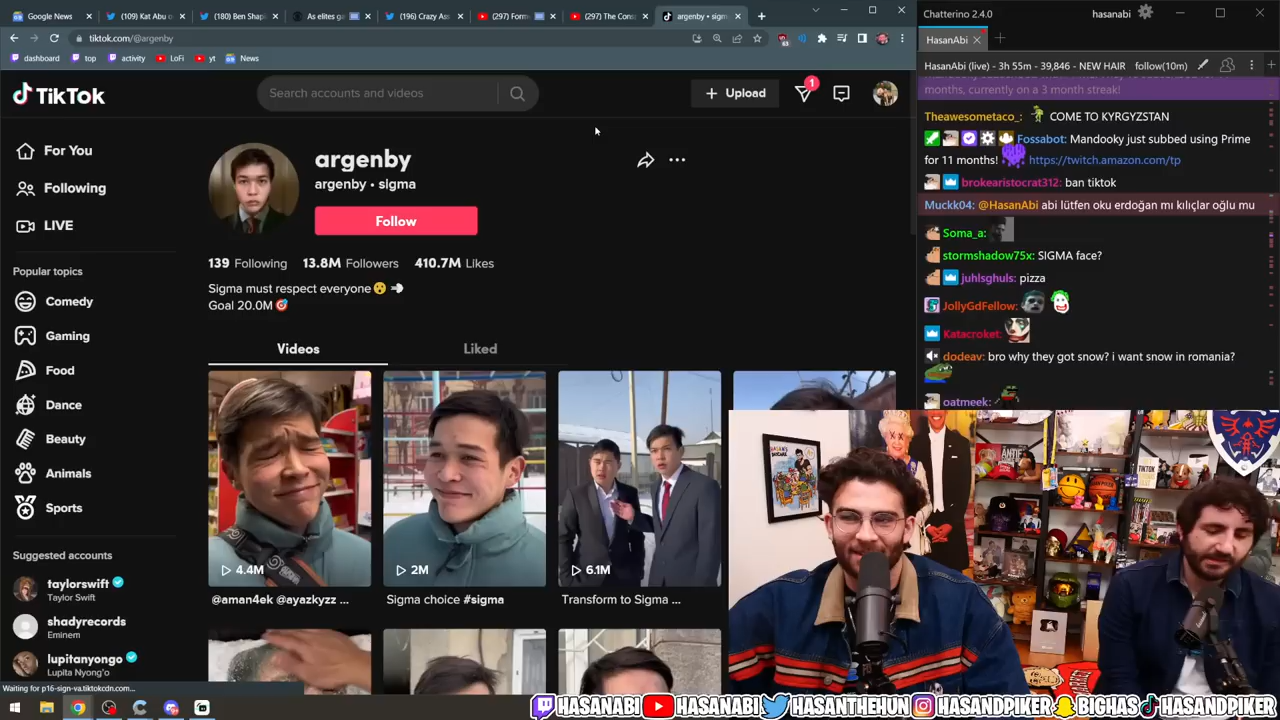 Google News
(109) Kat Abu o
(180) Ben Shapi
As elites ga
(196) Crazy Ass
(297) Form
(297) The Cons
argenby • sigm
tiktok.com/@argenby
dashboard
top
activity
LoFi
yt
News
TikTok
Search accounts and videos
Upload
1
For You
Following
LIVE
Popular topics
Comedy
Gaming
Food
Dance
Beauty
Animals
Sports
Suggested accounts
taylorswift
Taylor Swift
shadyrecords
Eminem
lupitanyongo
Lupita Nyong'o
Waiting for p16-sign-va.tiktokcdn.com...
argenby
argenby • sigma
Follow
139 Following 13.8M Followers 410.7M Likes
Sigma must respect everyone😮💨
Goal 20.0M🎯
Videos
Liked
4.4M
2M
6.1M
@aman4ek @ayazkyzz ...
Sigma choice #sigma
Transform to Sigma ...
Chatterino 2.4.0
hasanabi
HasanAbi
HasanAbi (live) - 3h 55m - 39,846 - NEW HAIR follow(10m)
months, currently on a 3 month streak!
Theawesometaco_: COME TO KYRGYZSTAN
Fossabot: Mandooky just subbed using Prime
for 11 months! https://twitch.amazon.com/tp
brokearistocrat312: ban tiktok
Muckk04: @HasanAbi abi lütfen oku erdoğan mı kılıçlar oğlu mu
Soma_a:
stormshadow75x: SIGMA face?
juhlsghuls: pizza
JollyGdFellow:
Katacroket:
dodeav: bro why they got snow? i want snow in romania?
oatmeek:
HASANABI
HASANABI
HASANTHEHUN
HASANDPIKER
BIGHAS
HASANDPIKER